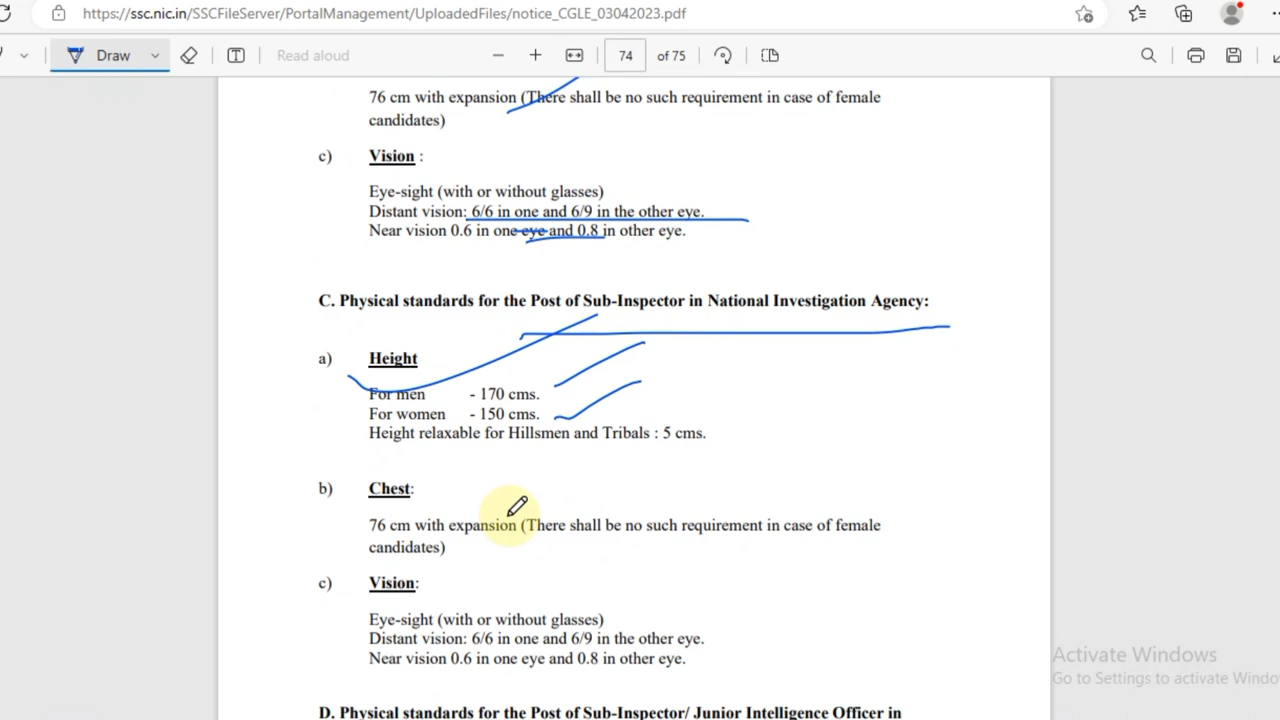 https://ssc.nic.in/SSCFileServer/PortalManagement/UploadedFiles/notice_CGLE_03042023.pdf
Draw
Read aloud
74 of 75
76 cm with expansion (There shall be no such requirement in case of female
candidates)
c) Vision :
Eye-sight (with or without glasses)
Distant vision: 6/6 in one and 6/9 in the other eye.
Near vision 0.6 in one eye and 0.8 in other eye.
C. Physical standards for the Post of Sub-Inspector in National Investigation Agency:
a) Height
For men - 170 cms.
For women - 150 cms.
Height relaxable for Hillsmen and Tribals : 5 cms.
b) Chest:
76 cm with expansion (There shall be no such requirement in case of female
candidates)
c) Vision:
Eye-sight (with or without glasses)
Distant vision: 6/6 in one and 6/9 in the other eye.
Near vision 0.6 in one eye and 0.8 in other eye.
Activate Windows
Go to Settings to activate Windo
D. Physical standards for the Post of Sub-Inspector/ Junior Intelligence Officer in